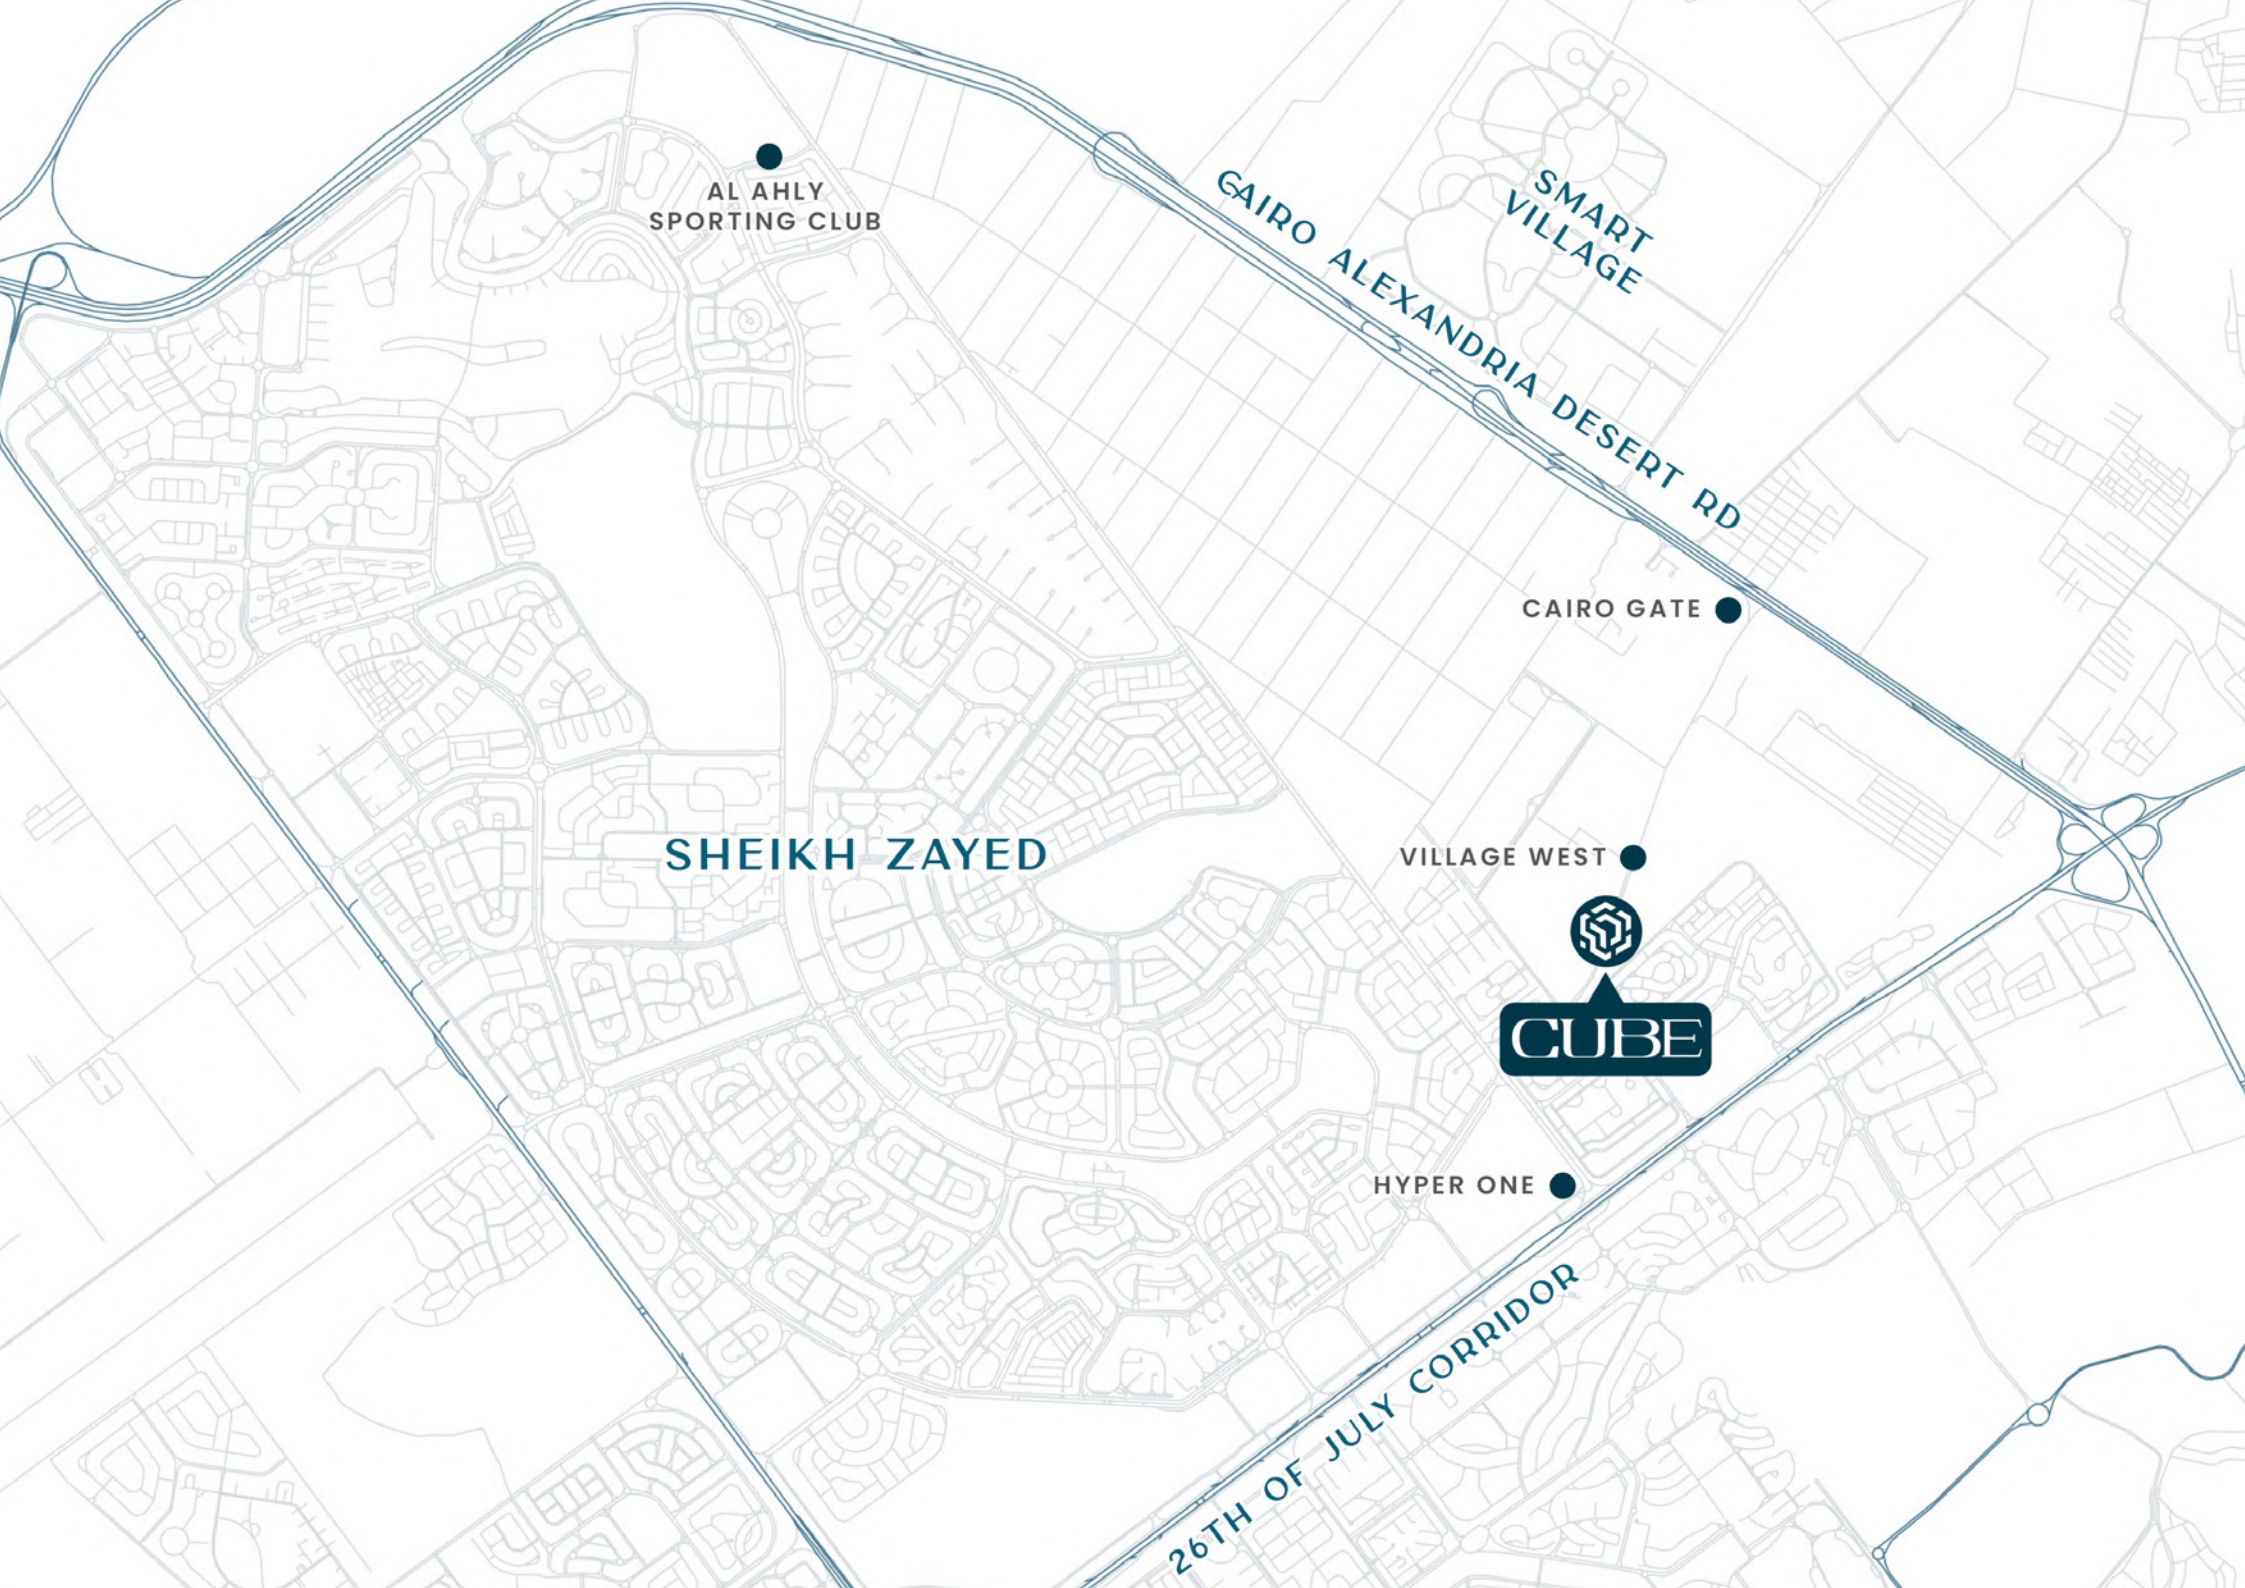 AL AHLY
SPORTING CLUB
CAIRO ALEXANDRIA DESERT RD
SMART
VILLAGE
CAIRO GATE
SHEIKH ZAYED
VILLAGE WEST
CUBE
HYPER ONE
26TH OF JULY CORRIDOR